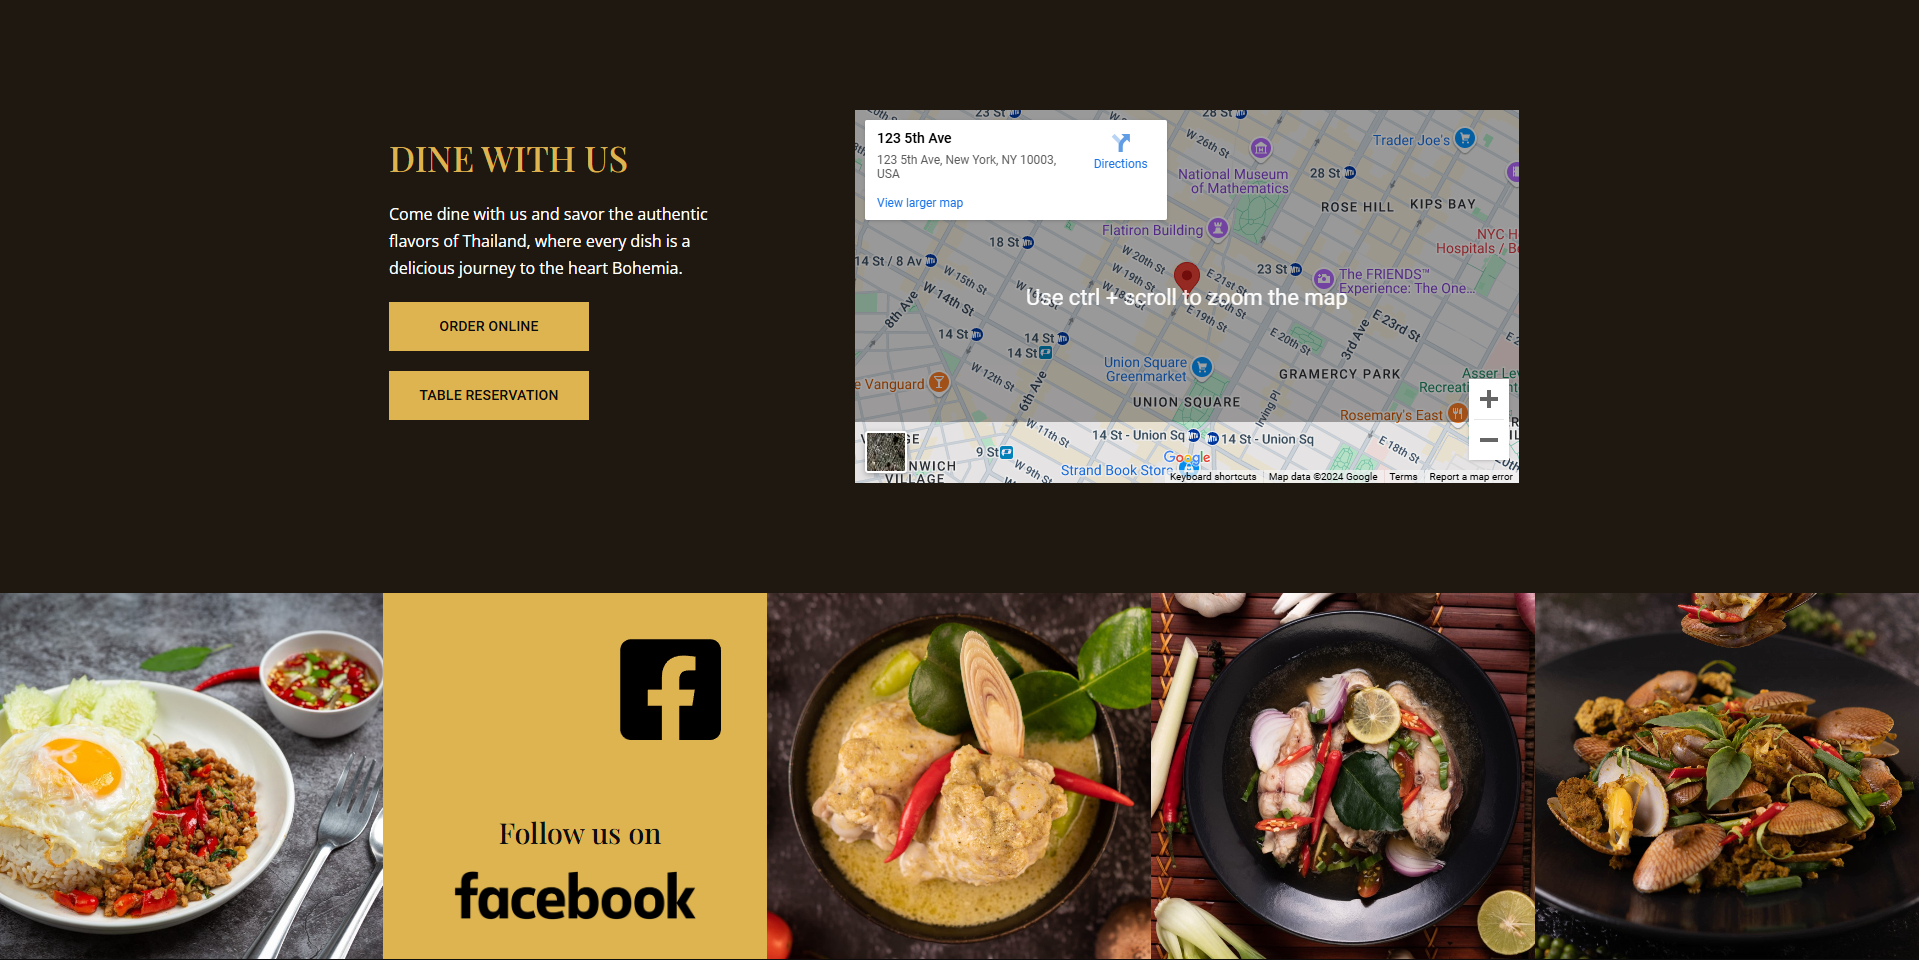 DINE WITH US
Come dine with us and savor the authentic
flavors of Thailand, where every dish is a
delicious journey to the heart Bohemia.
ORDER ONLINE
TABLE RESERVATION
123 5th Ave
123 5th Ave, New York, NY 10003,
USA
Directions
View larger map
23 St
28 St
W 26th St
Trader Joe's
National Museum
of Mathematics
28 St
ROSE HILL
KIPS BAY
Flatiron Building
NYC H
Hospitals / Be
18 St
14 St / 8 Av
W 20th St
W 15th St
W 19th St
E 21st St
23 St
The FRIENDS™
Experience: The One...
W 14th St
8th Ave
Use ctrl + scroll to zoom the map
E 19th St
E 23rd St
14 St
14 St
14 St
E 20th St
3rd Ave
Union Square
Greenmarket
W 12th St
GRAMERCY PARK
Asser Lev
Recreati
e Vanguard
6th Ave
UNION SQUARE
Irving Pl
Rosemary's East
W 11th St
14 St - Union Sq
14 St - Union Sq
E 18th St
9 St
W 9th St
NWICH
VILLAGE
Strand Book Store
Google
Keyboard shortcuts
Map data ©2024 Google
Terms
Report a map error
Follow us on
facebook